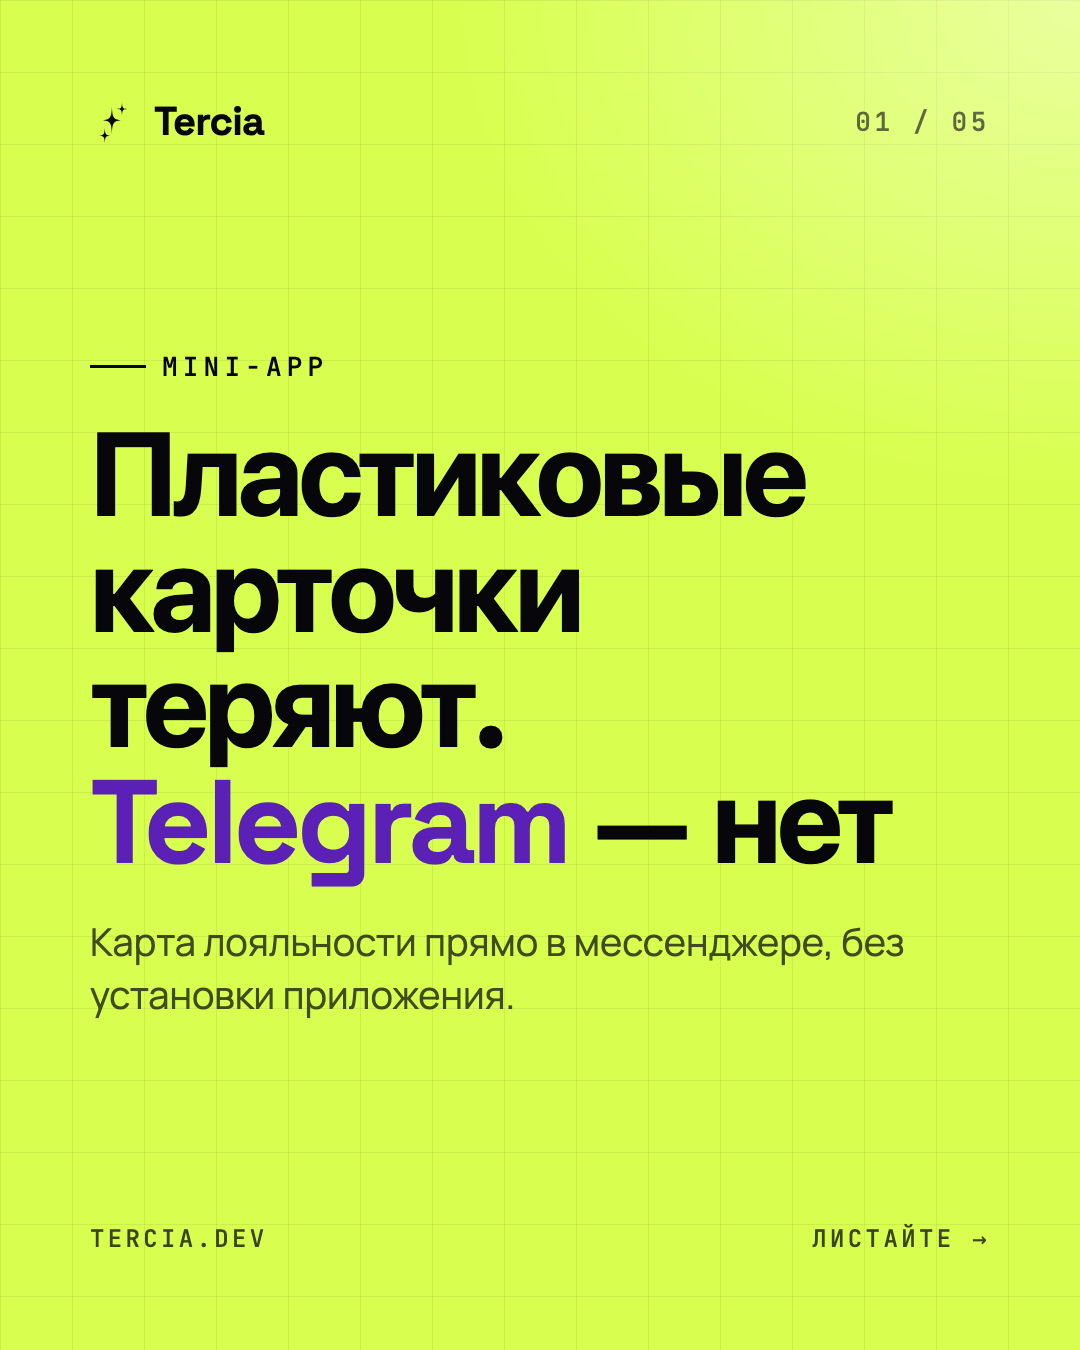 Tercia
01 / 05
MINI-APP
Пластиковые
карточки
теряют.
Telegram — нет
Карта лояльности прямо в мессенджере, без
установки приложения.
TERCIA.DEV
ЛИСТАЙТЕ →